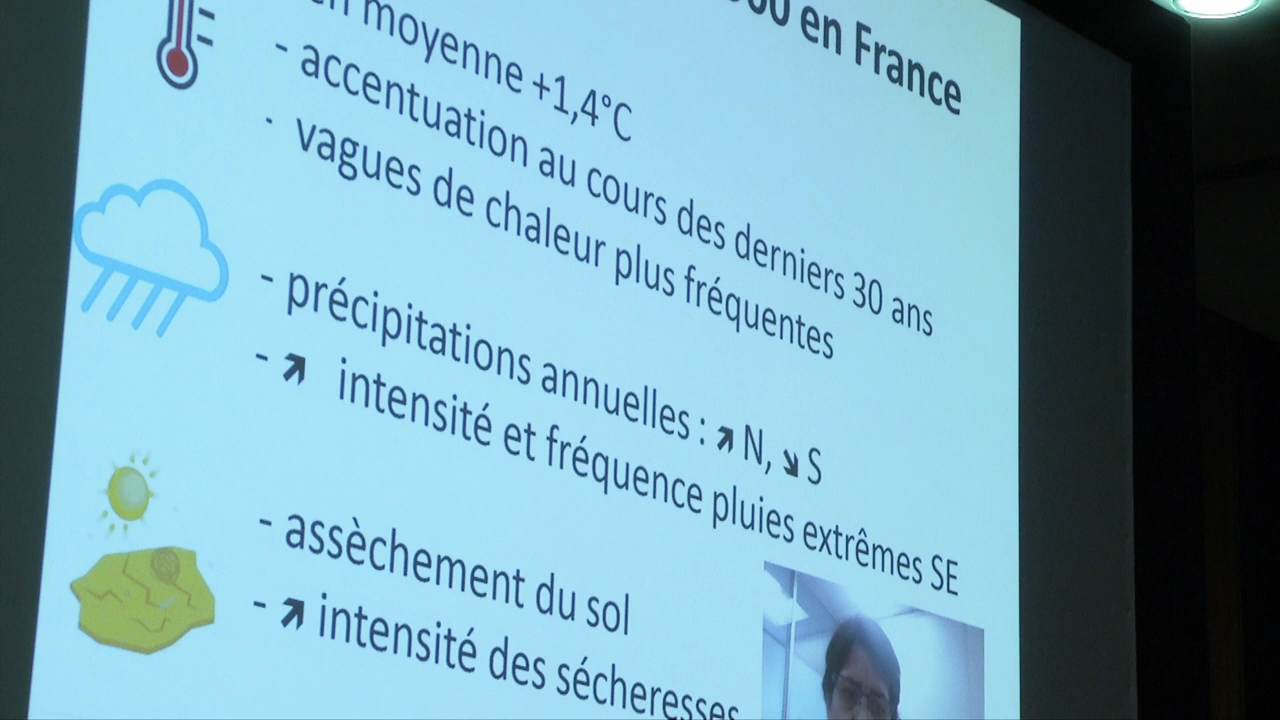 en France
moyenne +1,4°C
- accentuation au cours des derniers 30 ans
- vagues de chaleur plus fréquentes
- précipitations annuelles : ↗ N, ↘ S
- ↗ intensité et fréquence pluies extrêmes SE
- assèchement du sol
- ↗ intensité des sécheresses